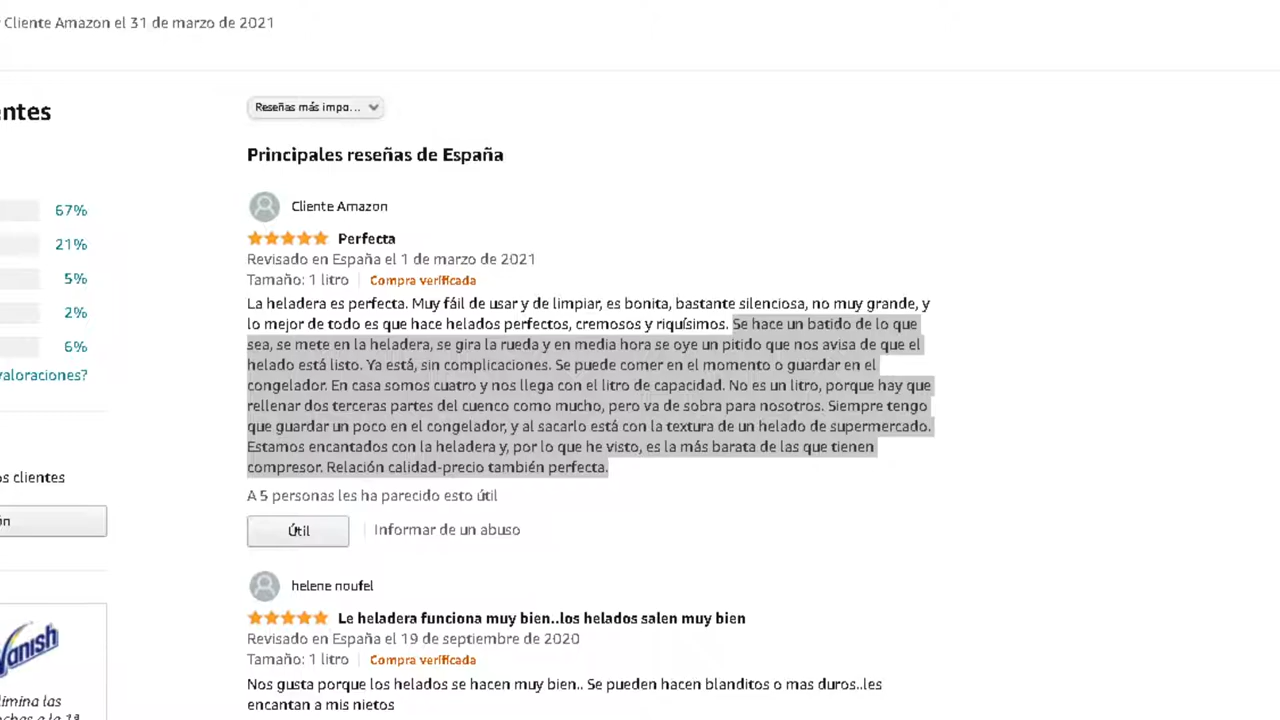 Cliente Amazon el 31 de marzo de 2021
entes
67%
21%
5%
2%
6%
valoraciones?
os clientes
ón
Vanish
limina las
Reseñas más impo...
Principales reseñas de España
Cliente Amazon
Perfecta
Revisado en España el 1 de marzo de 2021
Tamaño: 1 litro | Compra verificada
La heladera es perfecta. Muy fáil de usar y de limpiar, es bonita, bastante silenciosa, no muy grande, y
lo mejor de todo es que hace helados perfectos, cremosos y riquísimos. Se hace un batido de lo que
sea, se mete en la heladera, se gira la rueda y en media hora se oye un pitido que nos avisa de que el
helado está listo. Ya está, sin complicaciones. Se puede comer en el momento o guardar en el
congelador. En casa somos cuatro y nos llega con el litro de capacidad. No es un litro, porque hay que
rellenar dos terceras partes del cuenco como mucho, pero va de sobra para nosotros. Siempre tengo
que guardar un poco en el congelador, y al sacarlo está con la textura de un helado de supermercado.
Estamos encantados con la heladera y, por lo que he visto, es la más barata de las que tienen
compresor. Relación calidad-precio también perfecta.
A 5 personas les ha parecido esto útil
Útil | Informar de un abuso
helene noufel
Le heladera funciona muy bien..los helados salen muy bien
Revisado en España el 19 de septiembre de 2020
Tamaño: 1 litro | Compra verificada
Nos gusta porque los helados se hacen muy bien.. Se pueden hacen blanditos o mas duros..les
encantan a mis nietos